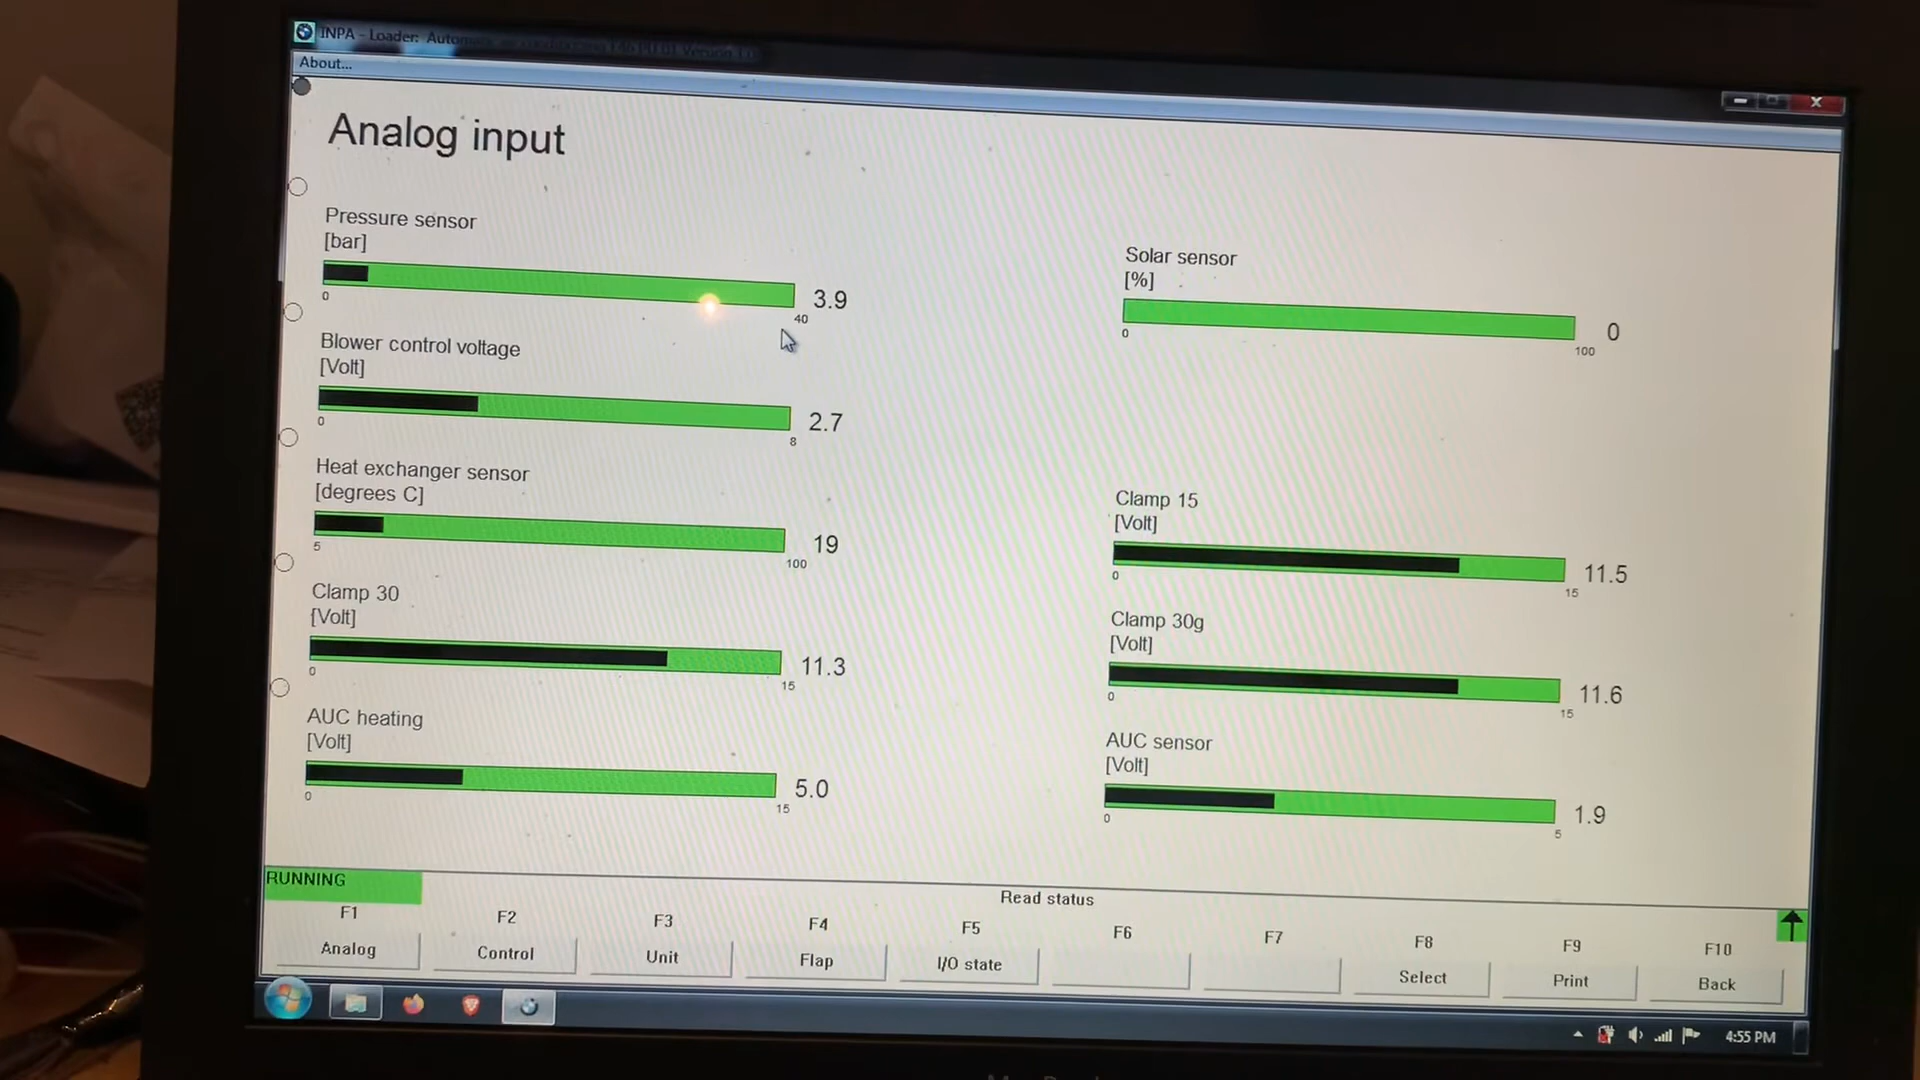 INPA - Loader: Automatic
About...
Analog input
Pressure sensor
[bar]
0
40
3.9
Solar sensor
[%]
0
100
0
Blower control voltage
[Volt]
0
8
2.7
Heat exchanger sensor
[degrees C]
5
100
19
Clamp 15
[Volt]
0
15
11.5
Clamp 30
{Volt]
0
15
11.3
Clamp 30g
[Volt]
0
15
11.6
AUC heating
[Volt]
0
15
5.0
AUC sensor
[Volt]
0
5
1.9
RUNNING
Read status
F1 F2 F3 F4 F5 F6 F7 F8 F9 F10
Analog Control Unit Flap I/O state Select Print Back
4:55 PM